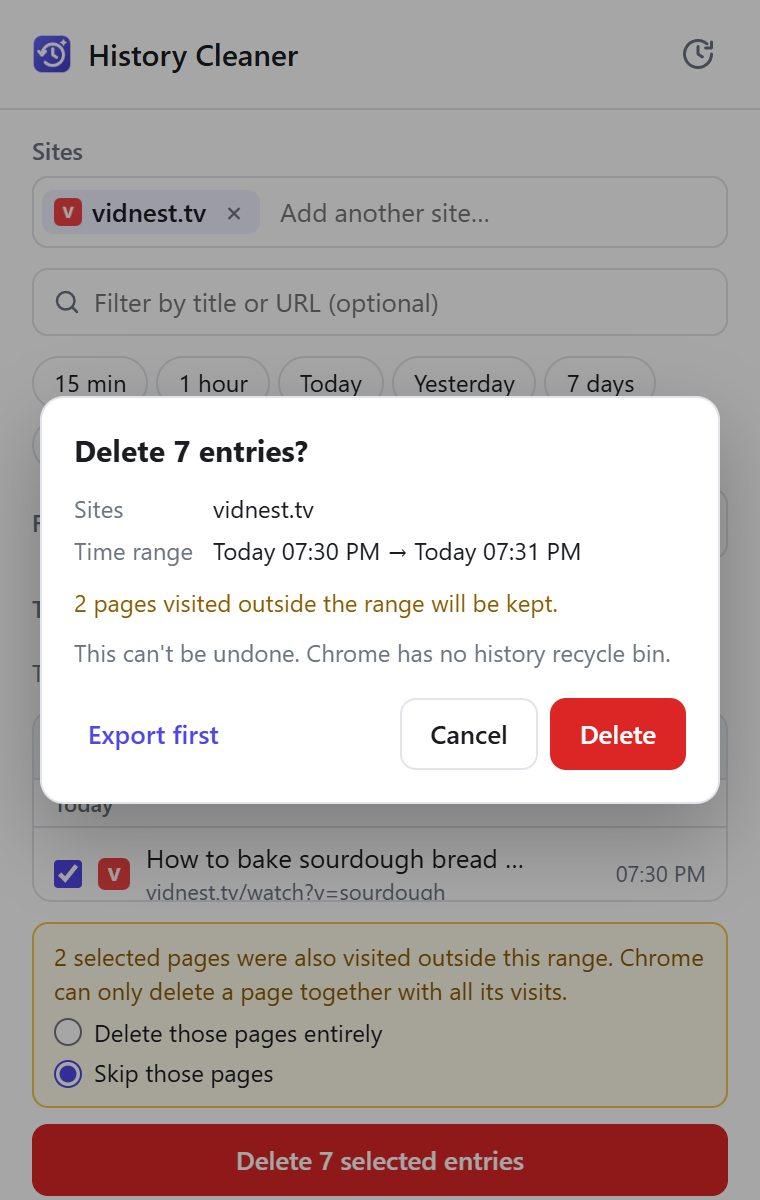 History Cleaner
Sites
V vidnest.tv ×
Add another site...
Filter by title or URL (optional)
15 min
1 hour
Today
Yesterday
7 days
Delete 7 entries?
Sites vidnest.tv
Time range Today 07:30 PM → Today 07:31 PM
2 pages visited outside the range will be kept.
This can't be undone. Chrome has no history recycle bin.
Export first
Cancel
Delete
Today
V
How to bake sourdough bread ...
07:30 PM
vidnest.tv/watch?v=sourdough
2 selected pages were also visited outside this range. Chrome
can only delete a page together with all its visits.
Delete those pages entirely
Skip those pages
Delete 7 selected entries